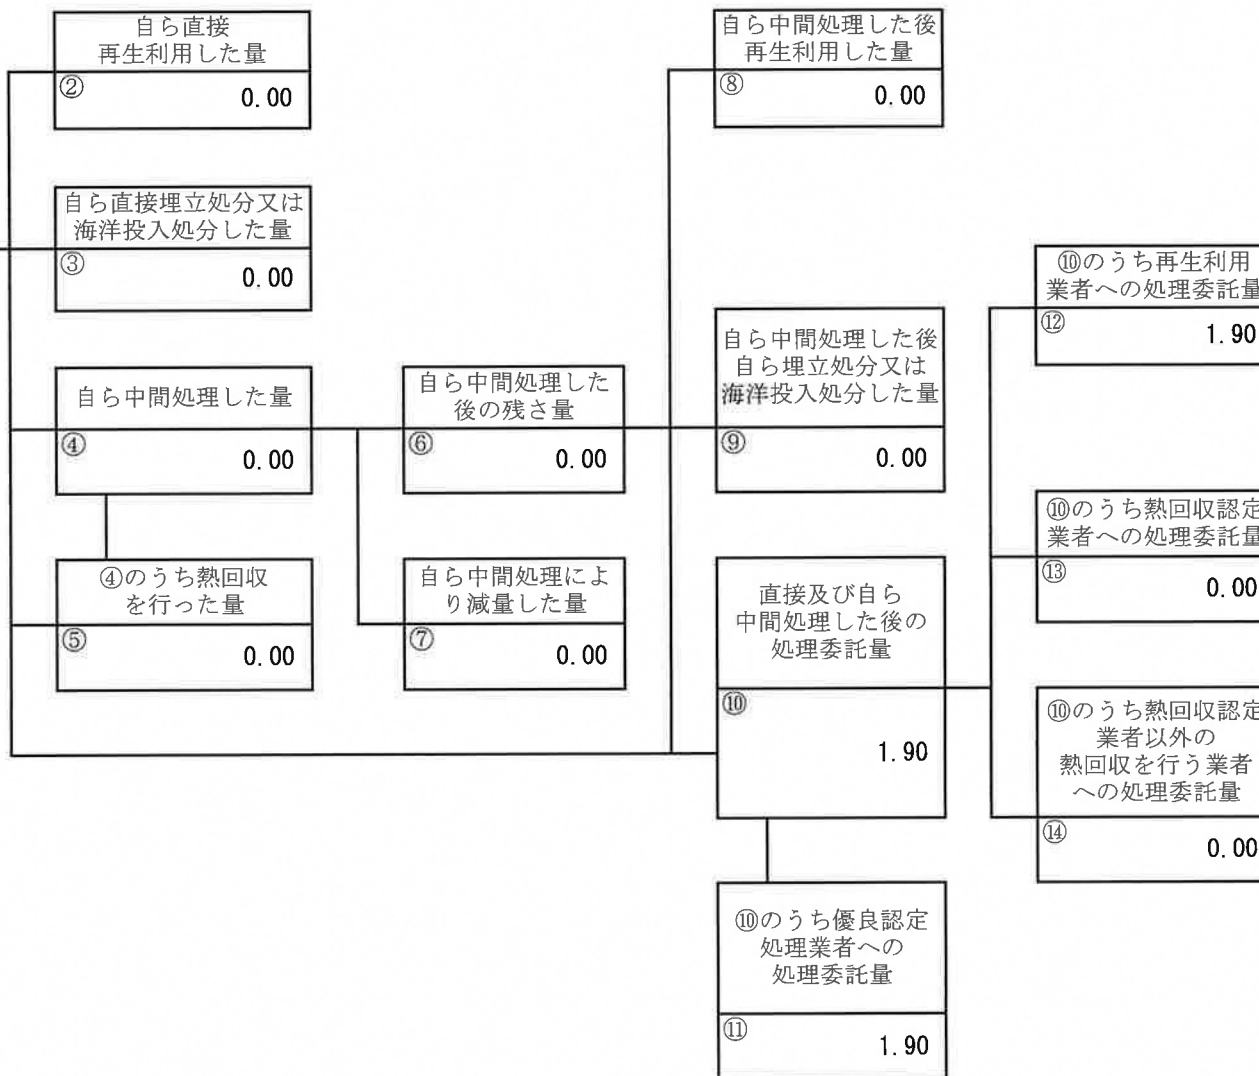 自ら直接
再生利用した量
②
0.00
自ら直接埋立処分又は
海洋投入処分した量
③
0.00
自ら中間処理した量
④
0.00
④のうち熱回収
を行った量
⑤
0.00
自ら中間処理した
後の残さ量
⑥
0.00
自ら中間処理によ
り減量した量
⑦
0.00
自ら中間処理した後
再生利用した量
⑧
0.00
自ら中間処理した後
自ら埋立処分又は
海洋投入処分した量
⑨
0.00
直接及び自ら
中間処理した後の
処理委託量
⑩
1.90
⑩のうち優良認定
処理業者への
処理委託量
⑪
1.90
⑩のうち再生利用
業者への処理委託量
⑫
1.90
⑩のうち熱回収認定
業者への処理委託量
⑬
0.00
⑩のうち熱回収認定
業者以外の
熱回収を行う業者
への処理委託量
⑭
0.00